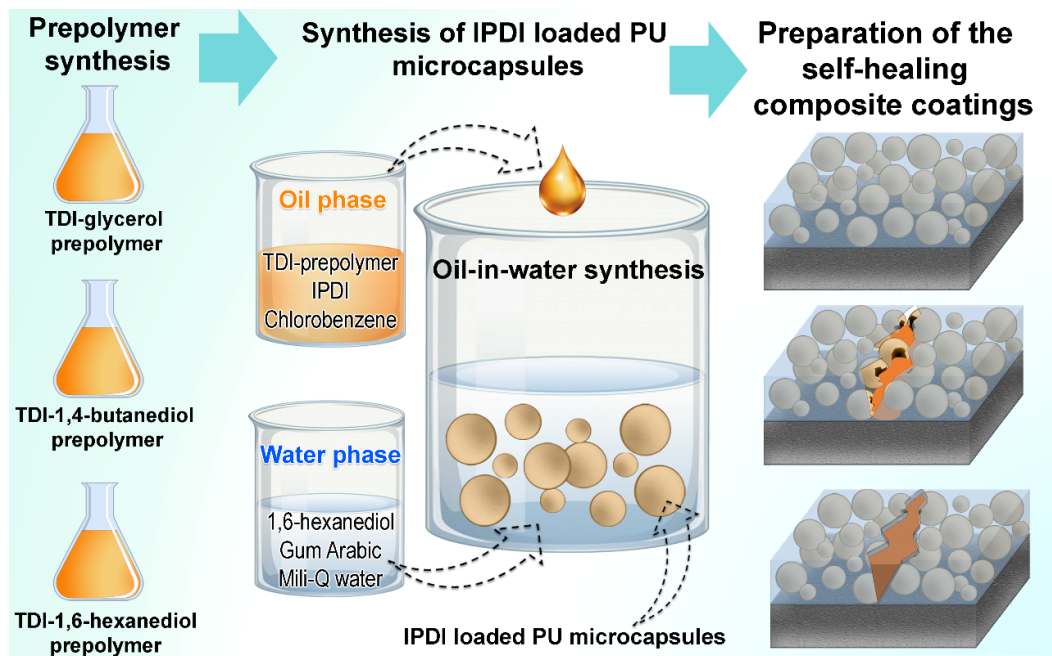 Prepolymer
synthesis
TDI-glycerol
prepolymer
TDI-1,4-butanediol
prepolymer
TDI-1,6-hexanediol
prepolymer
Synthesis of IPDI loaded PU
microcapsules
Oil phase
TDI-prepolymer
IPDI
Chlorobenzene
Water phase
1,6-hexanediol
Gum Arabic
Mili-Q water
Oil-in-water synthesis
IPDI loaded PU microcapsules
Preparation of the
self-healing
composite coatings